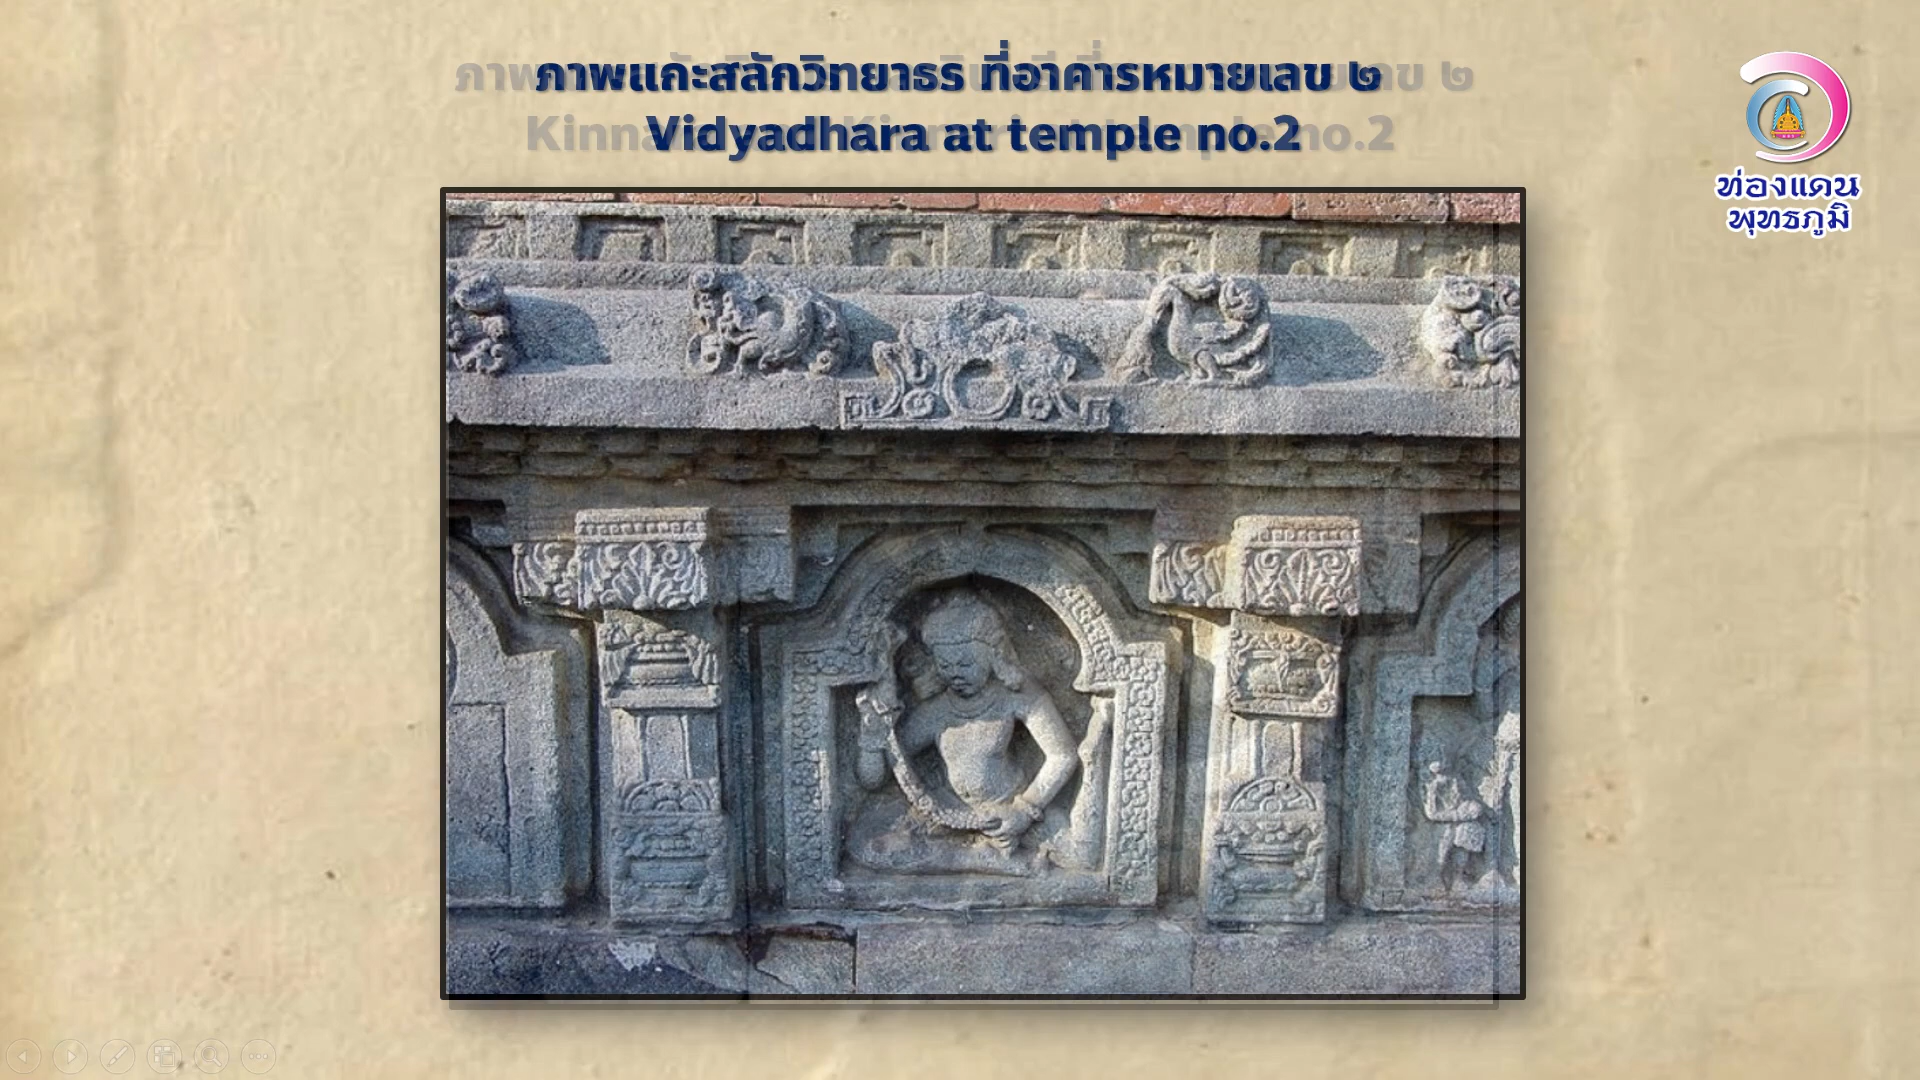 ภาพแกะสลักวิทยาธร ที่อาคารหมายเลข ๒
Vidyadhara at temple no.2
ท่องแดน
พุทธภูมิ